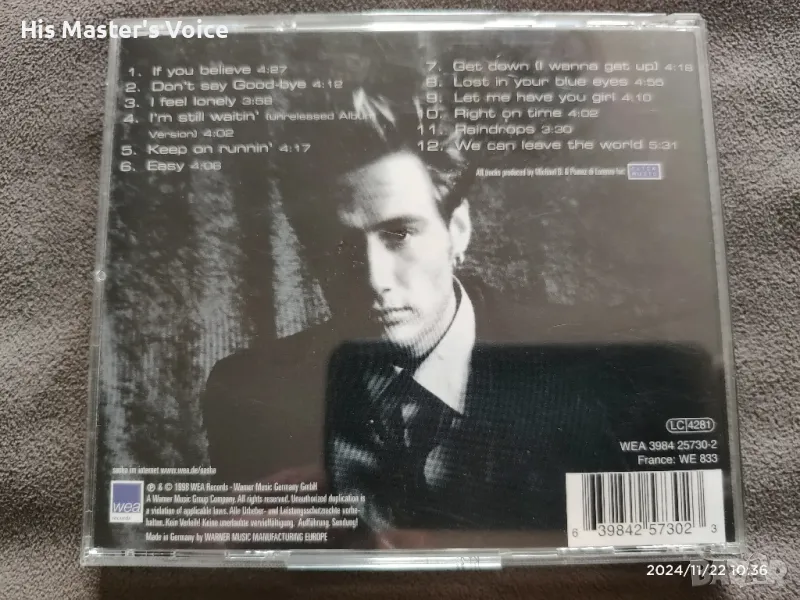 His Master's Voice
1. If you believe 4:27
2. Don't say Good-bye 4:12
3. I feel lonely 3:58
4. I'm still waitin' (unreleased Album
Version) 4:02
5. Keep on runnin' 4:17
6. Easy 4:06
7. Get down (I wanna get up) 4:18
8. Lost in your blue eyes 4:55
9. Let me have you girl 4:10
10. Right on time 4:02
11. Raindrops 3:30
12. We can leave the world 5:31
All tracks produced by Michael B. & Pomez di Lorenzo for:
LC 4281
WEA 3984 25730-2
France: WE 833
sasha im internet www.wea.de/sasha
℗ & © 1998 WEA Records - Warner Music Germany GmbH
A Warner Music Group Company. All rights reserved. Unauthorized duplication is
a violation of applicable laws. Alle Urheber- und Leistungsschutzrechte vorbe-
halten. Kein Verleih! Keine unerlaubte Vervielfältigung, Aufführung, Sendung!
Made in Germany by WARNER MUSIC MANUFACTURING EUROPE
wea
6 39842 57302 3
2024/11/22 10:36